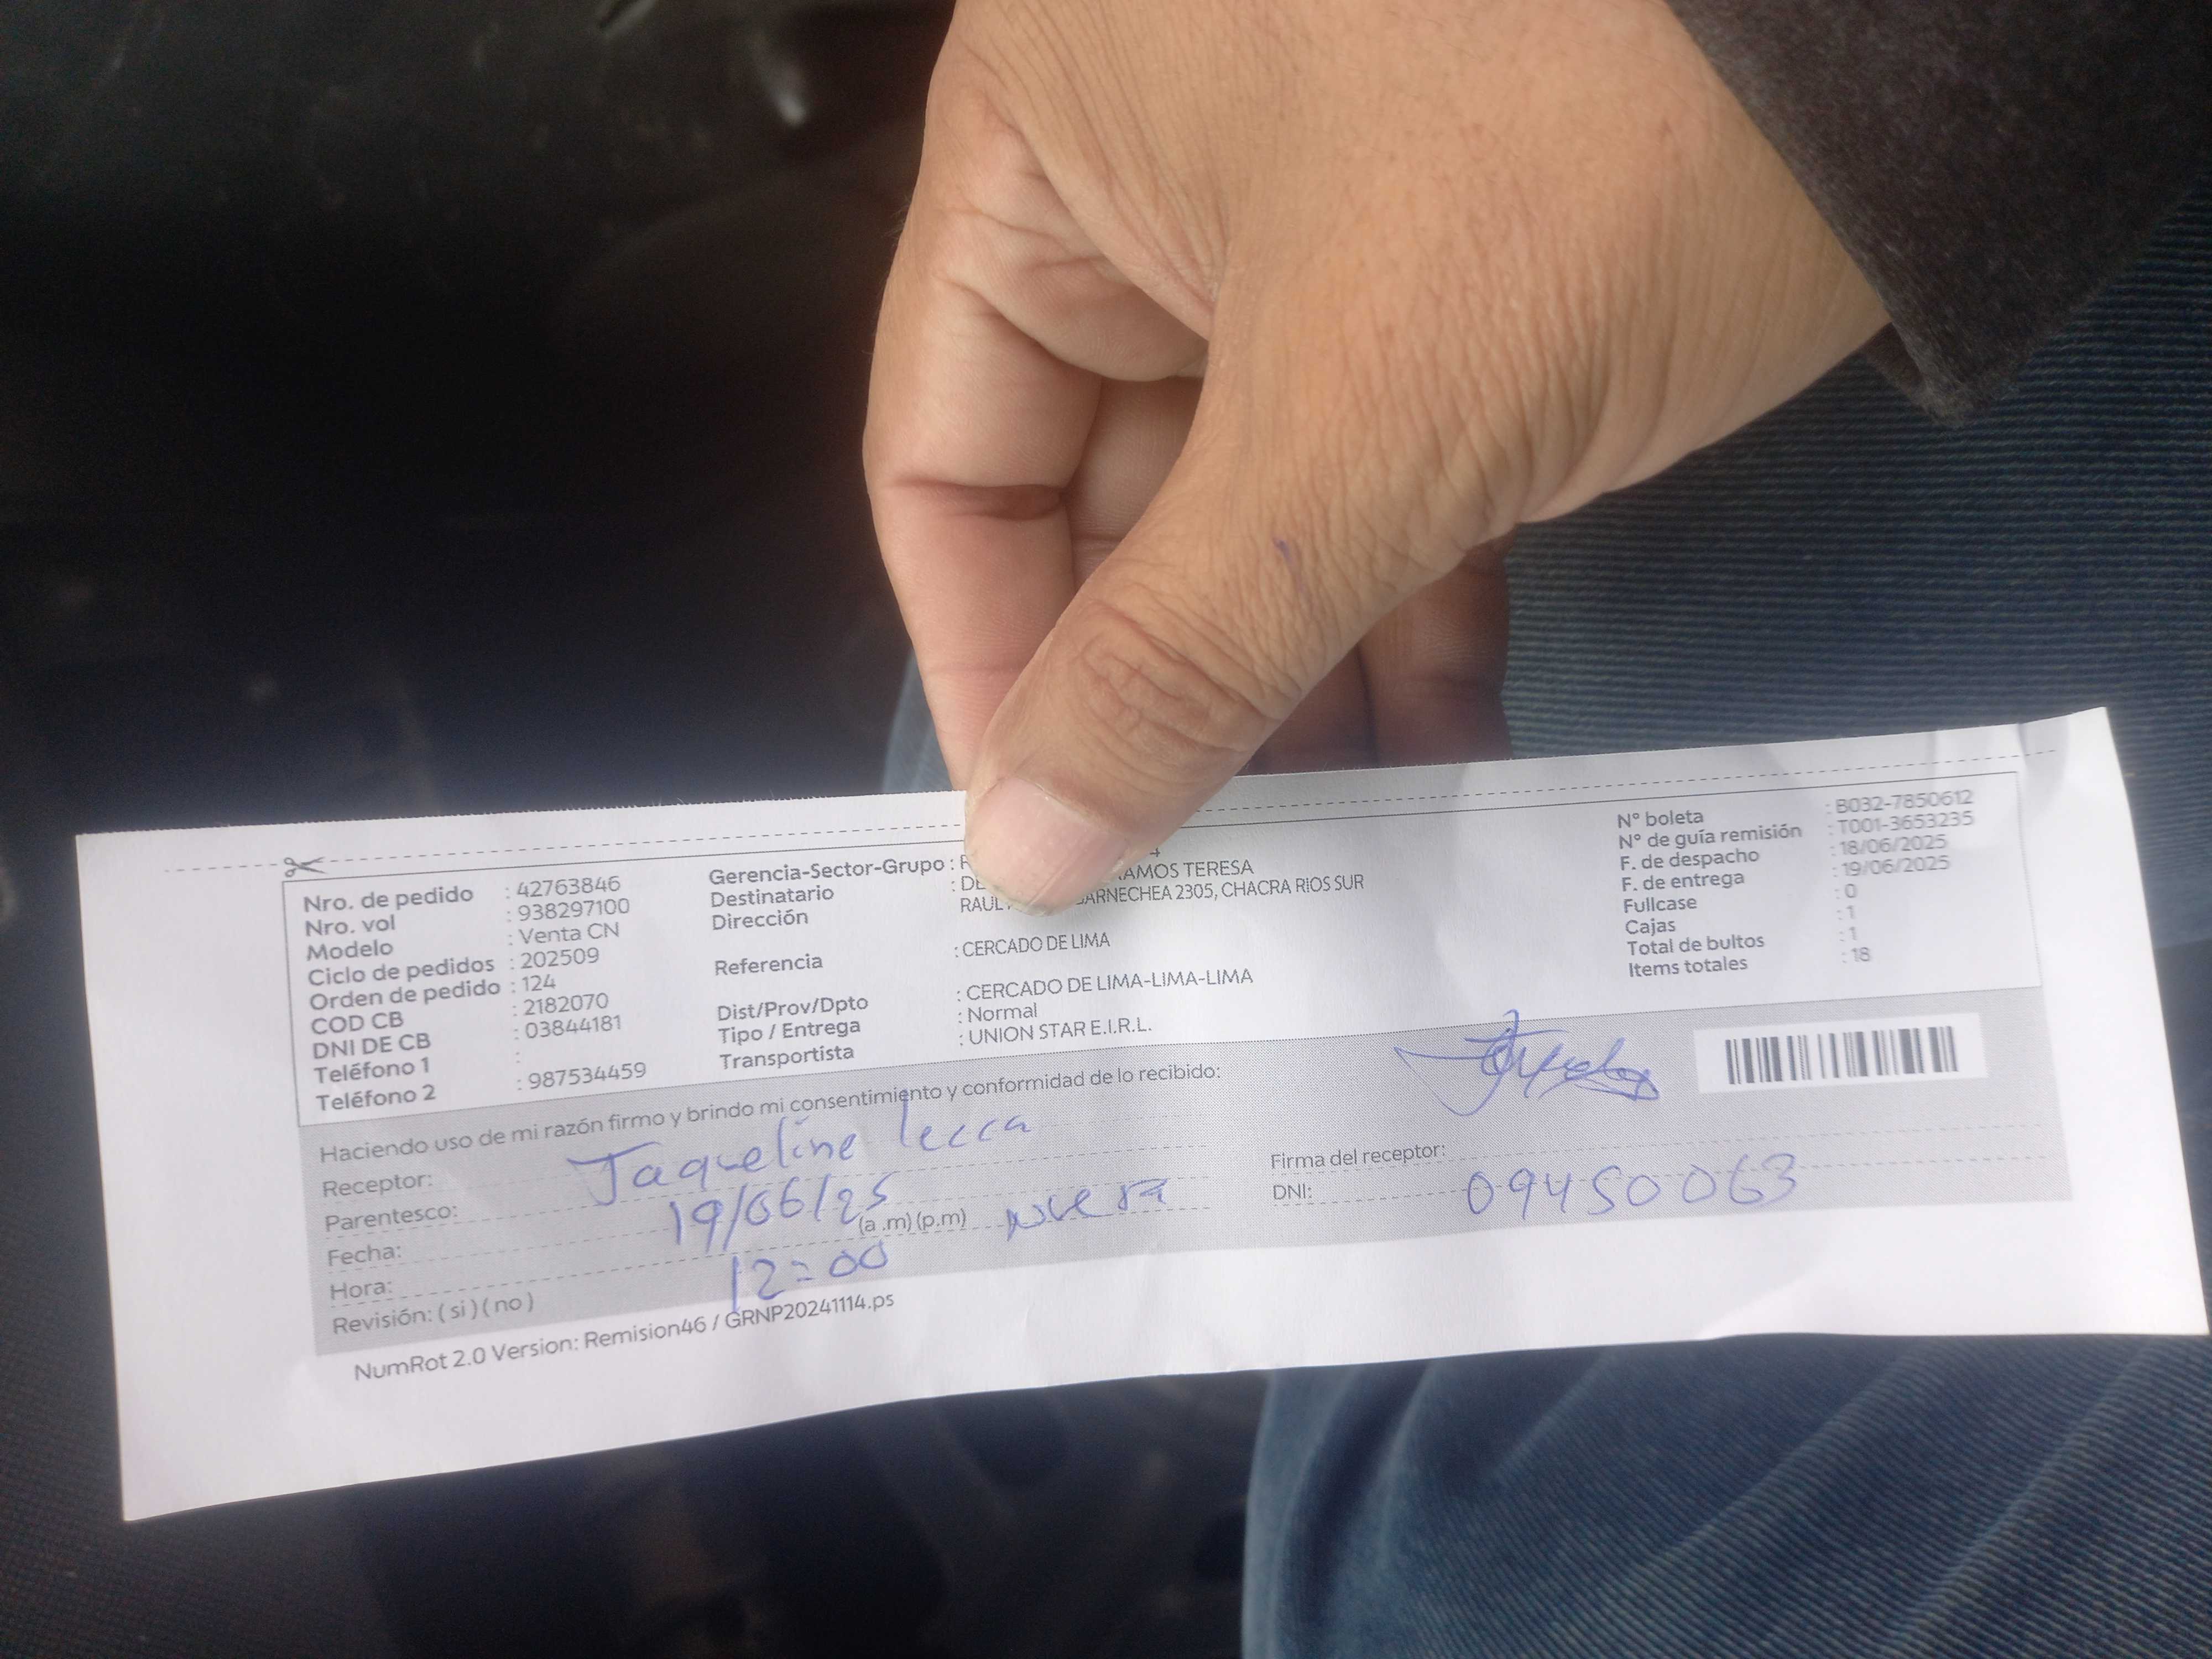 Nro. de pedido : 42763846
Nro. vol : 938297100
Modelo : Venta CN
Ciclo de pedidos : 202509
Orden de pedido : 124
COD CB : 2182070
DNI DE CB : 03844181
Teléfono 1 :
Teléfono 2 : 987534459
Gerencia-Sector-Grupo :
Destinatario : RAMOS TERESA
Dirección 2305, CHACRA RIOS SUR
: CERCADO DE LIMA
Referencia
Dist/Prov/Dpto : CERCADO DE LIMA-LIMA-LIMA
Tipo / Entrega : Normal
Transportista : UNION STAR E.I.R.L.
N° boleta : B032-7850612
N° de guía remisión : T001-3653235
F. de despacho : 18/06/2025
F. de entrega : 19/06/2025
Fullcase : 0
Cajas : 1
Total de bultos : 1
Items totales : 18
Haciendo uso de mi razón firmo y brindo mi consentimiento y conformidad de lo recibido:
Receptor: Jaqueline lecca
Parentesco: nuera
Fecha: 19/06/25
Hora: 12:00 (a .m) (p.m)
Revisión: ( si ) ( no )
Firma del receptor:
DNI: 09450063
NumRot 2.0 Version: Remision46 / GRNP20241114.ps